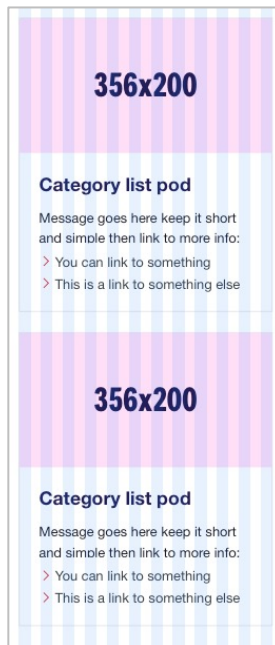 356x200
Category list pod
Message goes here keep it short
and simple then link to more info:
You can link to something
This is a link to something else
356x200
Category list pod
Message goes here keep it short
and simple then link to more info:
You can link to something
This is a link to something else